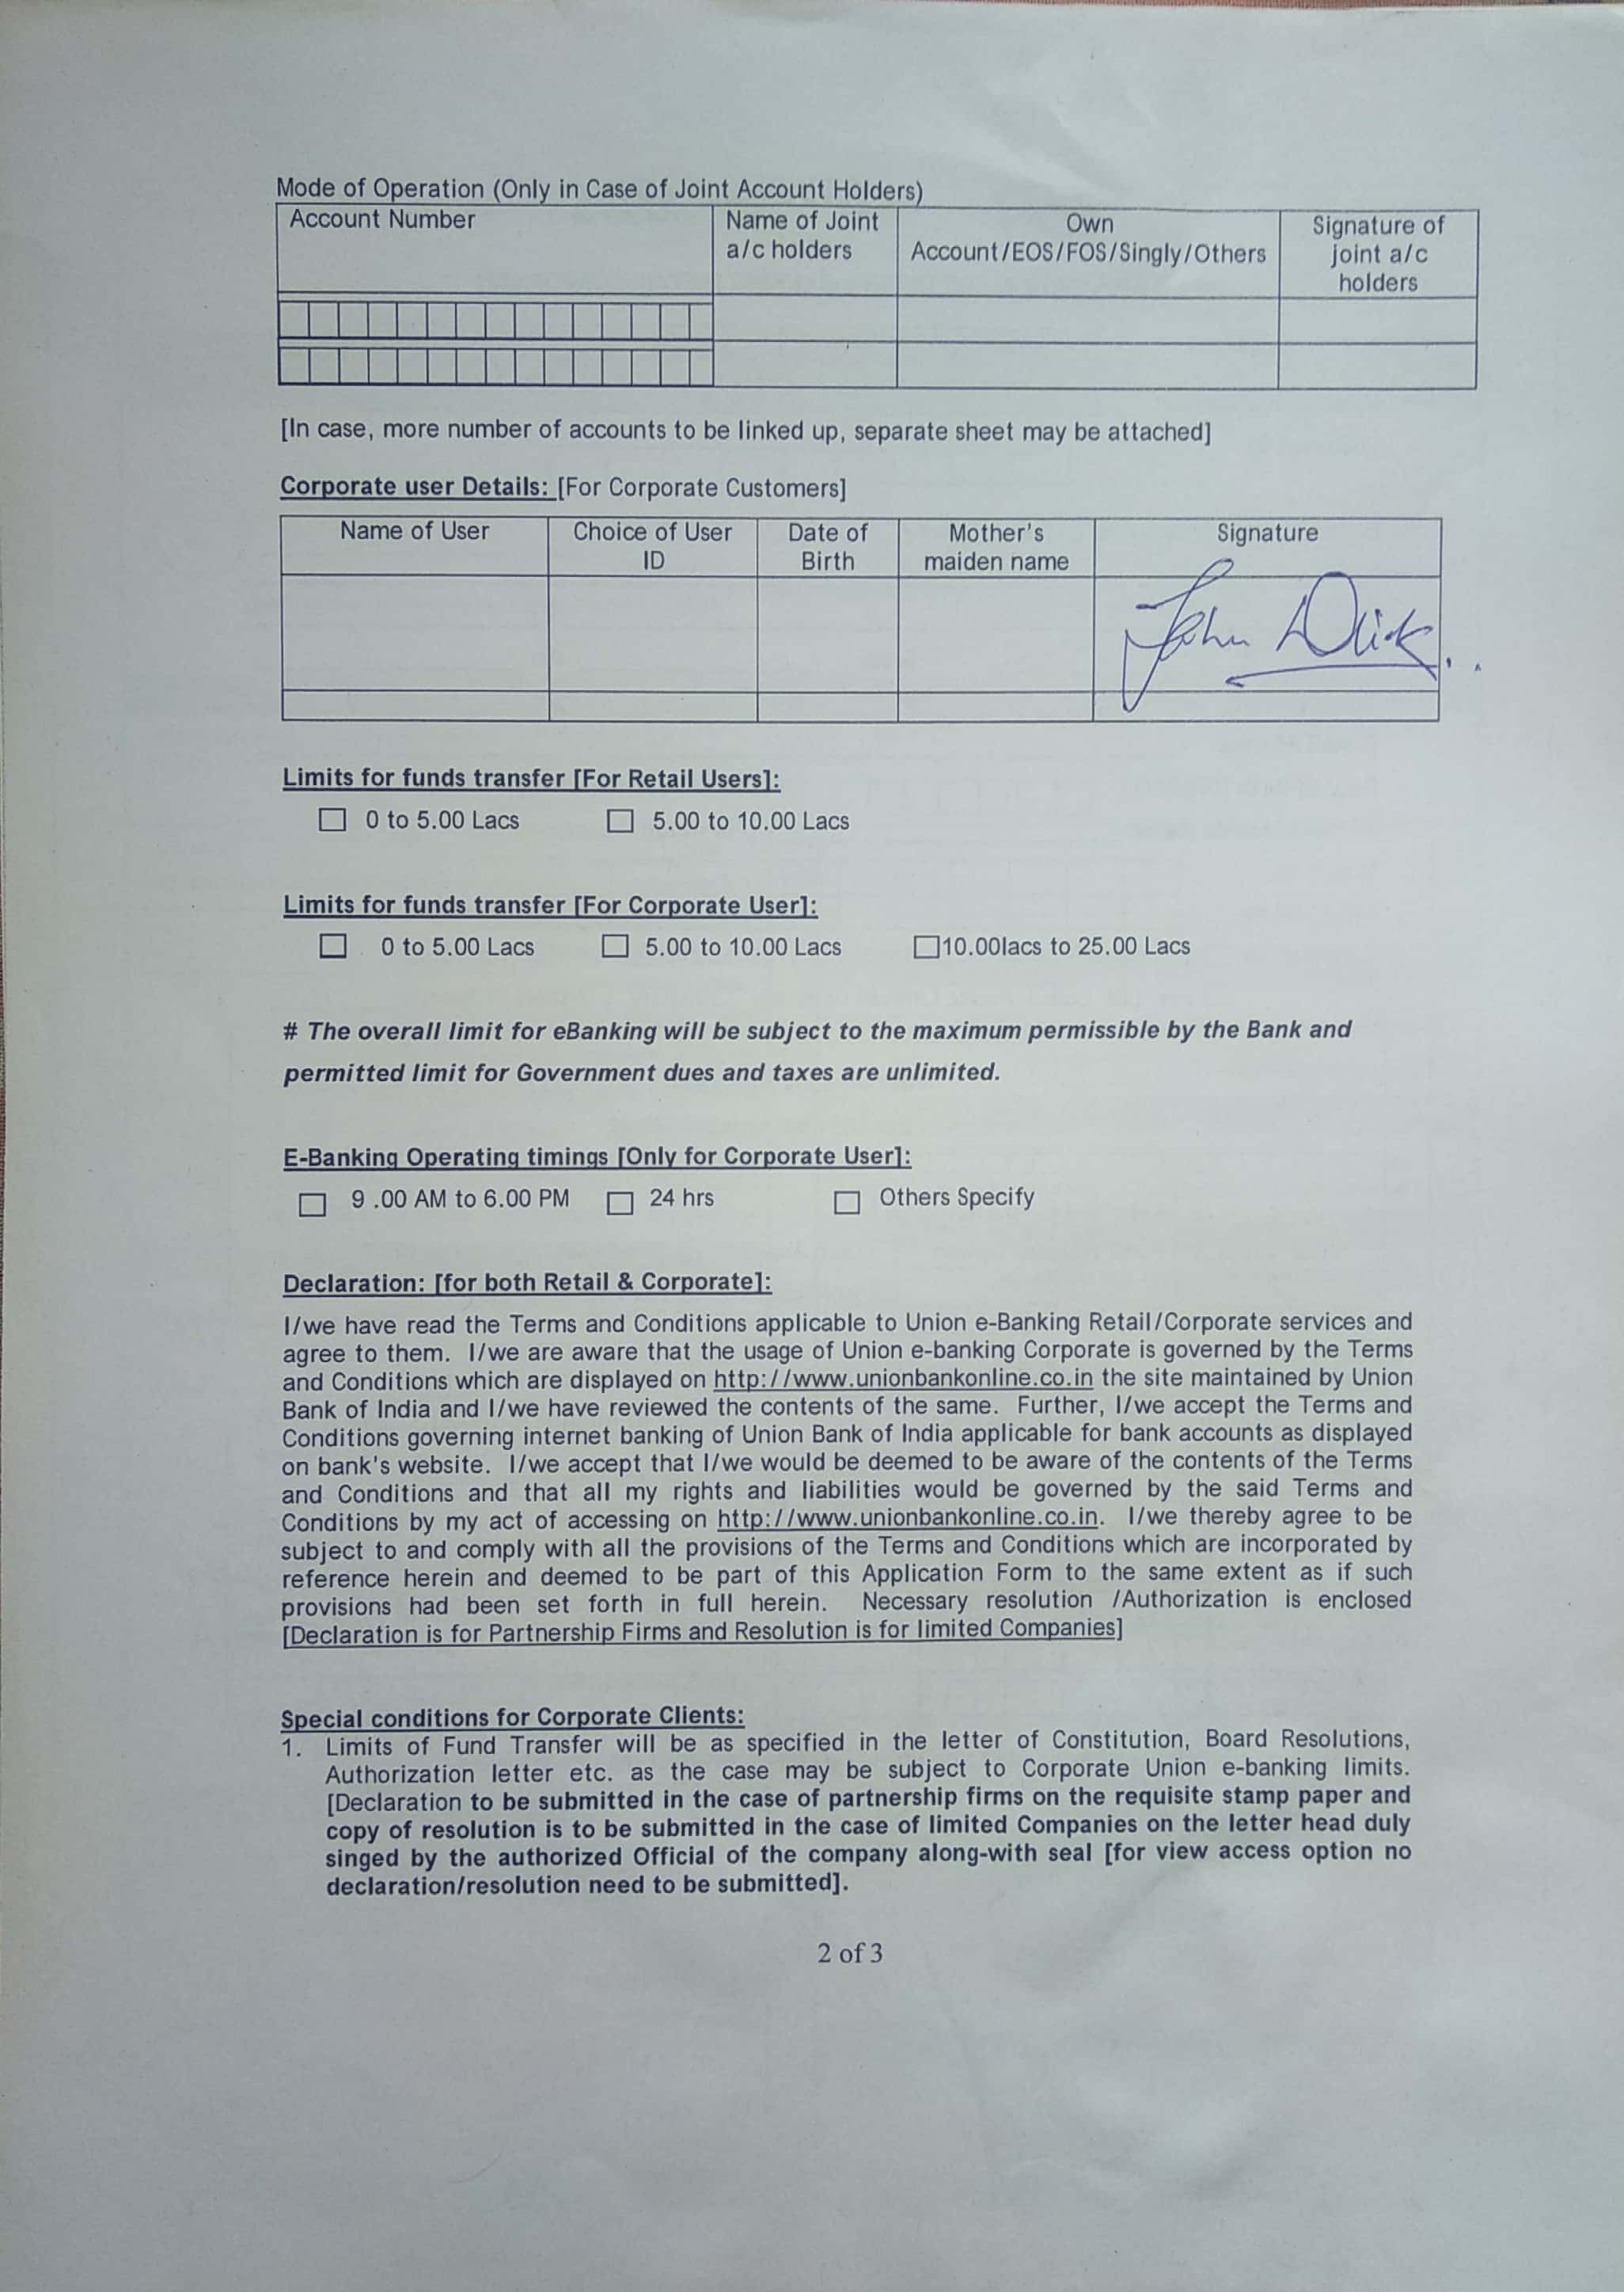 Mode of Operation (Only in Case of Joint Account Holders)
Account Number
Name of Joint
a/c holders
Own
Account/EOS/FOS/Singly/Others
Signature of
joint a/c
holders
[In case, more number of accounts to be linked up, separate sheet may be attached]
Corporate user Details: [For Corporate Customers]
Name of User
Choice of User
ID
Date of
Birth
Mother's
maiden name
Signature
John
Limits for funds transfer [For Retail Users]:
0 to 5.00 Lacs 5.00 to 10.00 Lacs
Limits for funds transfer [For Corporate User]:
0 to 5.00 Lacs 5.00 to 10.00 Lacs 10.00lacs to 25.00 Lacs
# The overall limit for eBanking will be subject to the maximum permissible by the Bank and
permitted limit for Government dues and taxes are unlimited.
E-Banking Operating timings [Only for Corporate User]:
9 .00 AM to 6.00 PM 24 hrs Others Specify
Declaration: [for both Retail & Corporate]:
I/we have read the Terms and Conditions applicable to Union e-Banking Retail/Corporate services and
agree to them. I/we are aware that the usage of Union e-banking Corporate is governed by the Terms
and Conditions which are displayed on http://www.unionbankonline.co.in the site maintained by Union
Bank of India and I/we have reviewed the contents of the same. Further, I/we accept the Terms and
Conditions governing internet banking of Union Bank of India applicable for bank accounts as displayed
on bank's website. I/we accept that I/we would be deemed to be aware of the contents of the Terms
and Conditions and that all my rights and liabilities would be governed by the said Terms and
Conditions by my act of accessing on http://www.unionbankonline.co.in. I/we thereby agree to be
subject to and comply with all the provisions of the Terms and Conditions which are incorporated by
reference herein and deemed to be part of this Application Form to the same extent as if such
provisions had been set forth in full herein. Necessary resolution /Authorization is enclosed
[Declaration is for Partnership Firms and Resolution is for limited Companies]
Special conditions for Corporate Clients:
1. Limits of Fund Transfer will be as specified in the letter of Constitution, Board Resolutions,
Authorization letter etc. as the case may be subject to Corporate Union e-banking limits.
[Declaration to be submitted in the case of partnership firms on the requisite stamp paper and
copy of resolution is to be submitted in the case of limited Companies on the letter head duly
singed by the authorized Official of the company along-with seal [for view access option no
declaration/resolution need to be submitted].
2 of 3